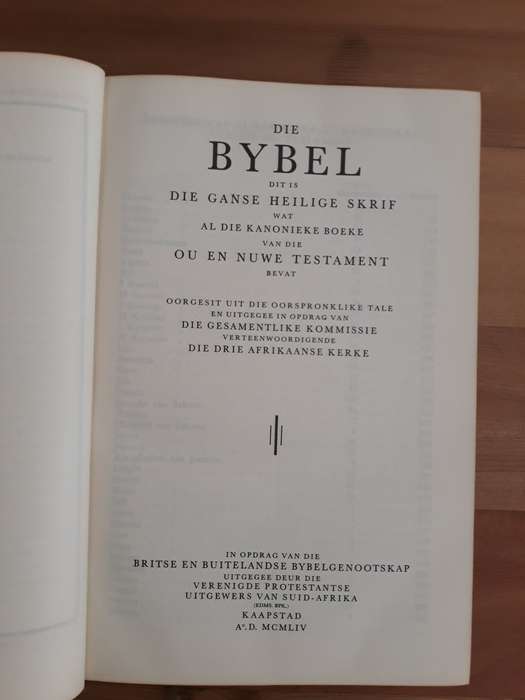 DIE
BYBEL
DIT IS
DIE GANSE HEILIGE SKRIF
WAT
AL DIE KANONIEKE BOEKE
VAN DIE
OU EN NUWE TESTAMENT
BEVAT
OORGESIT UIT DIE OORSPRONKLIKE TALE
EN UITGEGEE IN OPDRAG VAN
DIE GESAMENTLIKE KOMMISSIE
VERTEENWOORDIGENDE
DIE DRIE AFRIKAANSE KERKE
IN OPDRAG VAN DIE
BRITSE EN BUITELANDSE BYBELGENOOTSKAP
UITGEGEE DEUR DIE
VERENIGDE PROTESTANTSE
UITGEWERS VAN SUID-AFRIKA
(EDMS. BPK.)
KAAPSTAD
Aº. D. MCMLIV